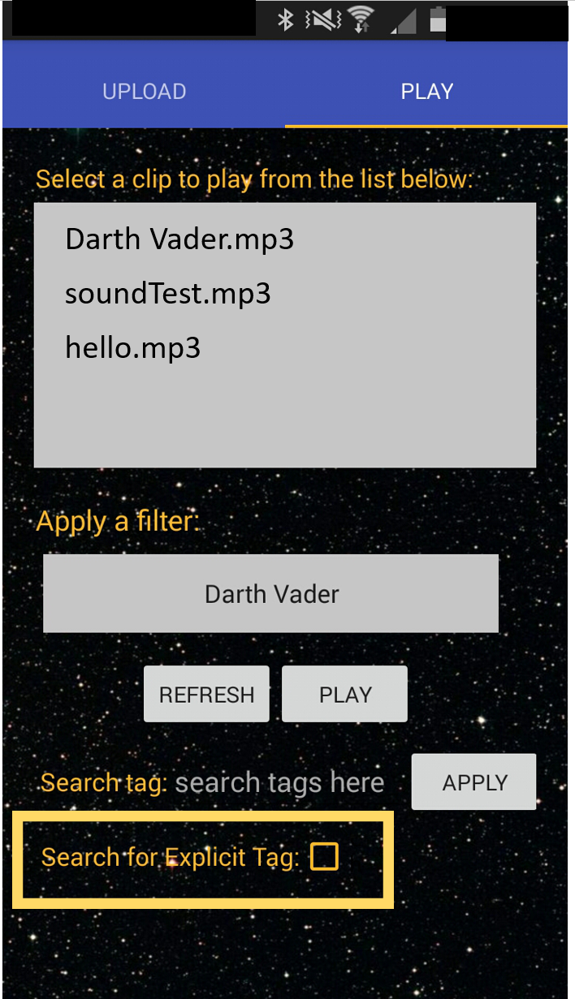 UPLOAD PLAY
Select a clip to play from the list below:
Darth Vader.mp3
soundTest.mp3
hello.mp3
Apply a filter:
Darth Vader
REFRESH PLAY
Search tag: search tags here APPLY
Search for Explicit Tag: